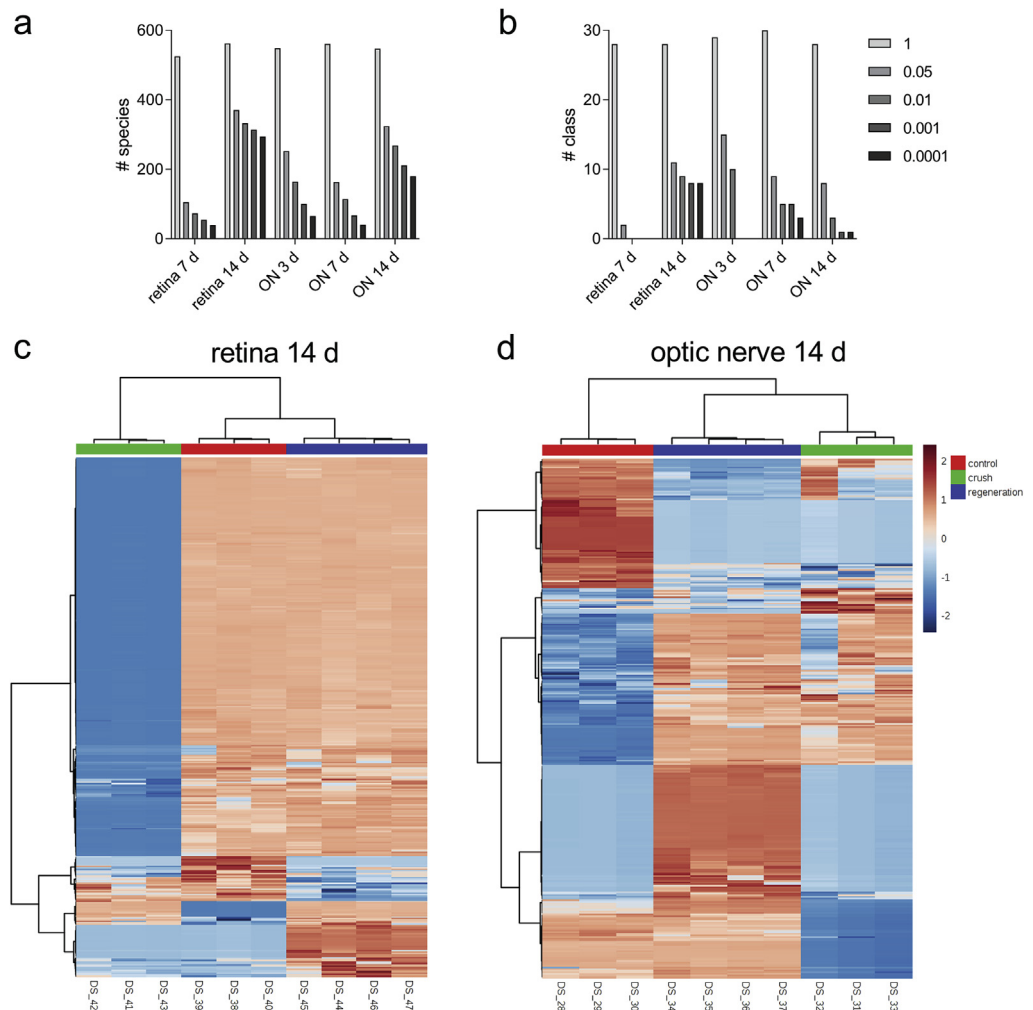 a
600
400
200
0
# species
retina 7 d
retina 14 d
ON 3 d
ON 7 d
ON 14 d
b
30
20
10
0
# class
retina 7 d
retina 14 d
ON 3 d
ON 7 d
ON 14 d
1
0.05
0.01
0.001
0.0001
c
retina 14 d
DS_42
DS_41
DS_43
DS_39
DS_38
DS_40
DS_45
DS_44
DS_46
DS_47
d
optic nerve 14 d
DS_28
DS_29
DS_30
DS_34
DS_35
DS_36
DS_37
DS_32
DS_31
DS_33
2
1
0
-1
-2
control
crush
regeneration